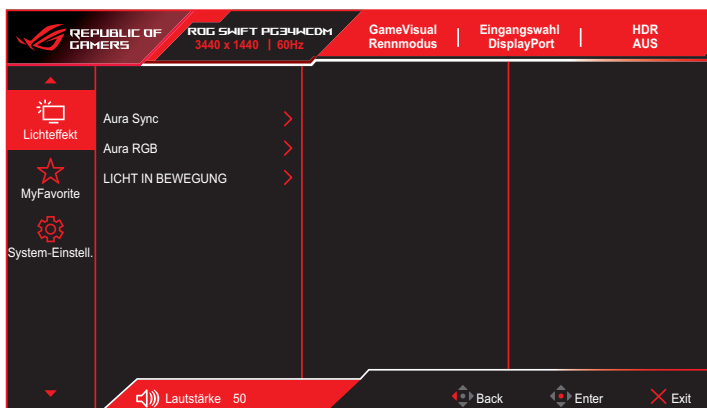 REPUBLIC OF
GAMERS
ROG SWIFT PG34WCDM
3440 x 1440 | 60Hz
GameVisual
Rennmodus
Eingangswahl
DisplayPort
HDR
AUS
Lichteffekt
MyFavorite
System-Einstell.
Aura Sync
Aura RGB
LICHT IN BEWEGUNG
Lautstärke 50
Back
Enter
Exit